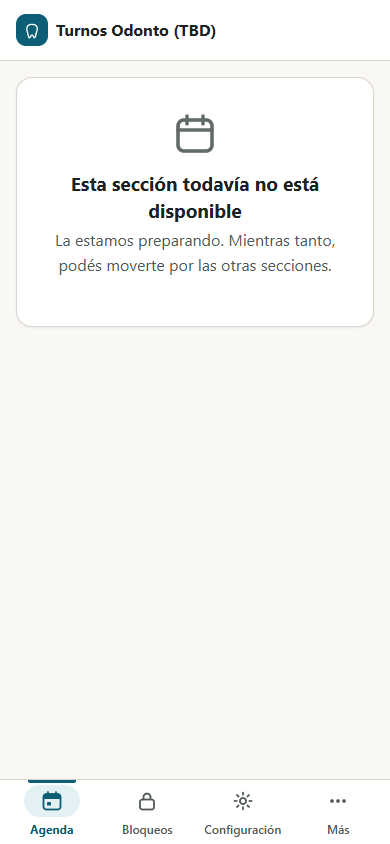 Turnos Odonto (TBD)
Esta sección todavía no está
disponible
La estamos preparando. Mientras tanto,
podés moverte por las otras secciones.
Agenda
Bloqueos
Configuración
Más